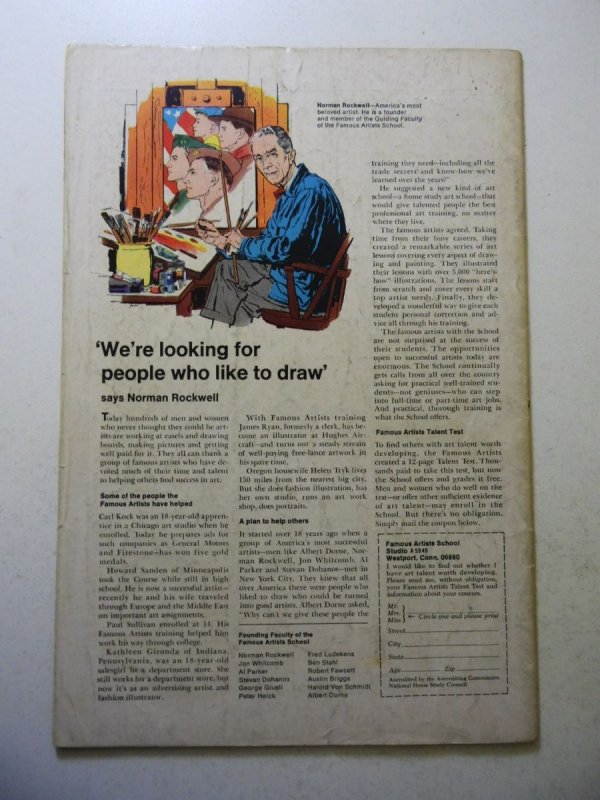 Norman Rockwell—America's most
beloved artist. He is a founder
and member of the Guiding Faculty
of the Famous Artists School.
'We're looking for
people who like to draw'
says Norman Rockwell
Today hundreds of men and women
who never thought they could be art-
ists are working at easels and drawing
boards, making pictures and getting
well paid for it. They all can thank a
group of famous artists who have de-
voted much of their time and talent
to helping others find success in art.
Some of the people the
Famous Artists have helped
Carl Kock was an 18-year-old appren-
tice in a Chicago art studio when he
enrolled. Today he prepares ads for
such companies as General Motors
and Firestone—has won five gold
medals.
Howard Sanden of Minneapolis
took the Course while still in high
school. He is now a successful artist—
recently he and his wife traveled
through Europe and the Middle East
on important art assignments.
Paul Sullivan enrolled at 14. His
Famous Artists training helped him
work his way through college.
Kathleen Gironda of Indiana,
Pennsylvania, was an 18-year-old
salesgirl in a department store. She
still works for a department store, but
now it's as an advertising artist and
fashion illustrator.
With Famous Artists training
James Ryan, formerly a clerk, has be-
come an illustrator at Hughes Air-
craft—and turns out a steady stream
of well-paying free-lance artwork in
his spare time.
Oregon housewife Helen Tryk lives
150 miles from the nearest big city.
But she does fashion illustration, has
her own studio, runs an art work
shop, does portraits.
A plan to help others
It started over 18 years ago when a
group of America's most successful
artists—men like Albert Dorne, Nor-
man Rockwell, Jon Whitcomb, Al
Parker and Stevan Dohanos—met in
New York City. They knew that all
over America there were people who
liked to draw who could be turned
into good artists. Albert Dorne asked,
"Why can't we give these people the
Founding Faculty of the
Famous Artists School
Norman Rockwell
Jon Whitcomb
Al Parker
Stevan Dohanos
George Giusti
Peter Helck
Fred Ludekens
Ben Stahl
Robert Fawcett
Austin Briggs
Harold Von Schmidt
Albert Dorne
training they need—including all the
trade secrets and know-how we've
learned over the years?"
He suggested a new kind of art
school—a home study art school—that
would give talented people the best
professional art training, no matter
where they live.
The famous artists agreed. Taking
time from their busy careers, they
created a remarkable series of art
lessons covering every aspect of draw-
ing and painting. They illustrated
their lessons with over 5,000 "here's-
how" illustrations. The lessons start
from scratch and cover every skill a
top artist needs. Finally, they de-
veloped a wonderful way to give each
student personal correction and ad-
vice all through his training.
The famous artists with the School
are not surprised at the success of
their students. The opportunities
open to successful artists today are
enormous. The School continually
gets calls from all over the country
asking for practical well-trained stu-
dents—not geniuses—who can step
into full-time or part-time art jobs.
And practical, thorough training is
what the School offers.
Famous Artists Talent Test
To find others with art talent worth
developing, the Famous Artists
created a 12-page Talent Test. Thou-
sands paid to take this test, but now
the School offers and grades it free.
Men and women who do well on the
test—or offer other sufficient evidence
of art talent—may enroll in the
School. But there's no obligation.
Simply mail the coupon below.
Famous Artists School
Studio
Westport, Conn. 06880
I would like to find out whether I
have art talent worth developing.
Please send me, without obligation,
your Famous Artists Talent Test and
information about your courses.
Mr.
Mrs.
Miss
← Circle one and please print
Street
City
State
Age Zip
Accredited by the Accrediting Commission
National Home Study Council.